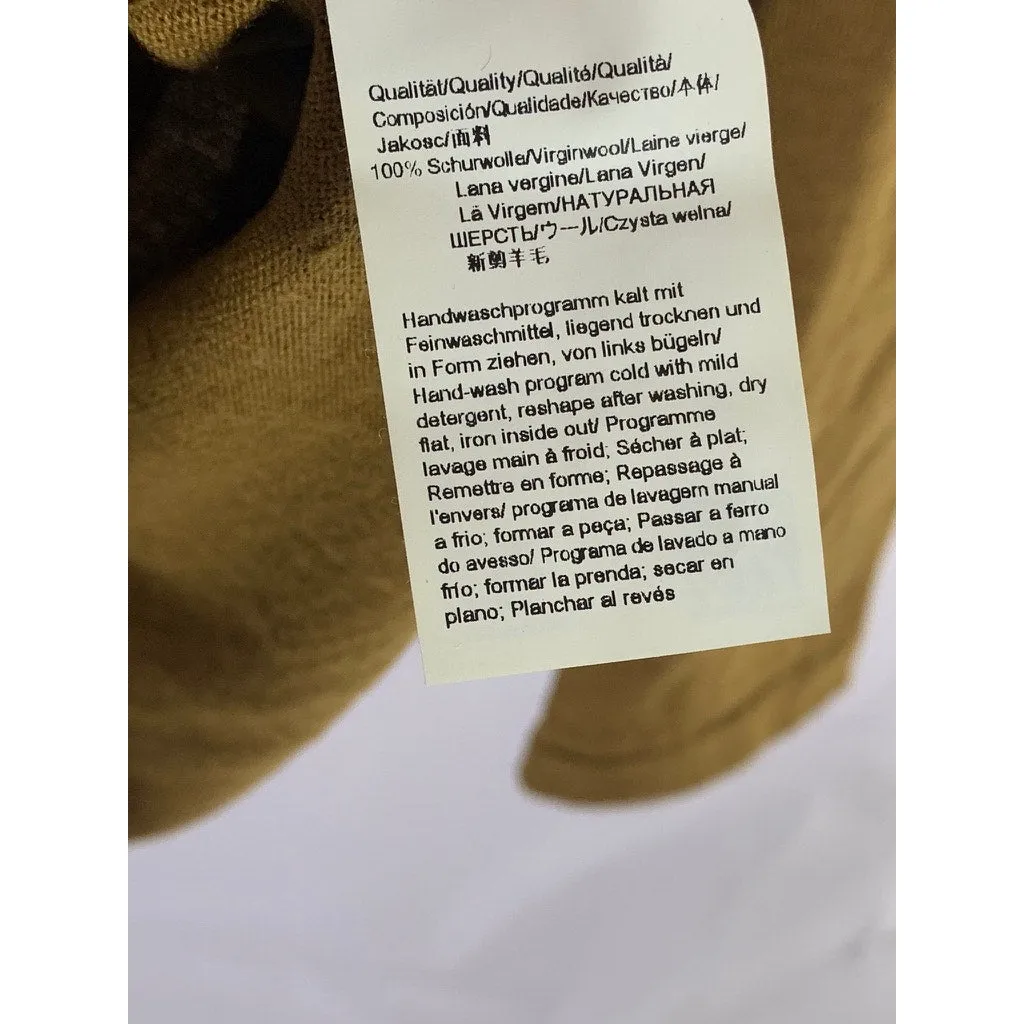 Qualität/Quality/Qualité/Qualità/
Composición/Qualidade/Качество/本体/
Jakosc/面料
100% Schurwolle/Virginwool/Laine vierge/
Lana vergine/Lana Virgen/
Lã Virgem/НАТУРАЛЬНАЯ
ШЕРСТЬ/ウール/Czysta welna/
新剪羊毛
Handwaschprogramm kalt mit
Feinwaschmittel, liegend trocknen und
in Form ziehen, von links bügeln/
Hand-wash program cold with mild
detergent, reshape after washing, dry
flat, iron inside out/ Programme
lavage main à froid; Sécher à plat;
Remettre en forme; Repassage à
l'envers/ programa de lavagem manual
a frio; formar a peça; Passar a ferro
do avesso/ Programa de lavado a mano
frío; formar la prenda; secar en
plano; Planchar al revés